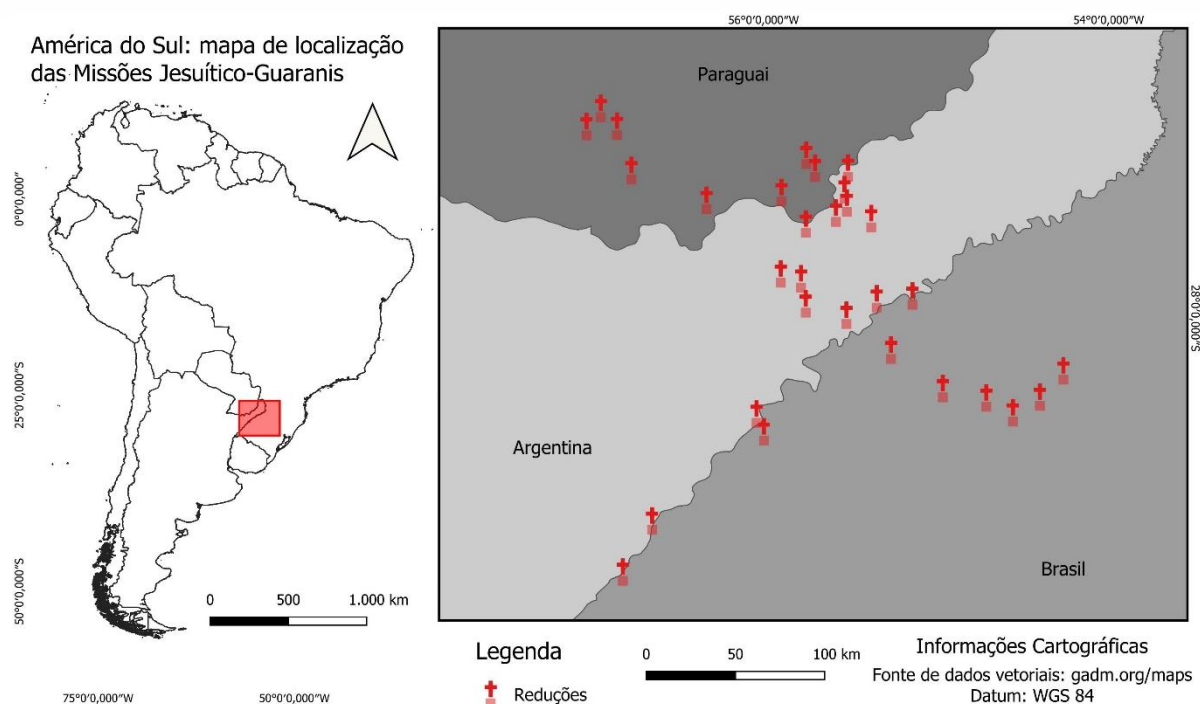 América do Sul: mapa de localização
das Missões Jesuítico-Guaranis
0°0'0,000"S
25°0'0,000"S
50°0'0,000"S
0 500 1.000 km
75°0'0,000"W 50°0'0,000"W
56°0'0,000"W 54°0'0,000"W
Paraguai
28°0'0,000"S
Argentina
Brasil
Legenda
Reduções
0 50 100 km
Informações Cartográficas
Fonte de dados vetoriais: gadm.org/maps
Datum: WGS 84